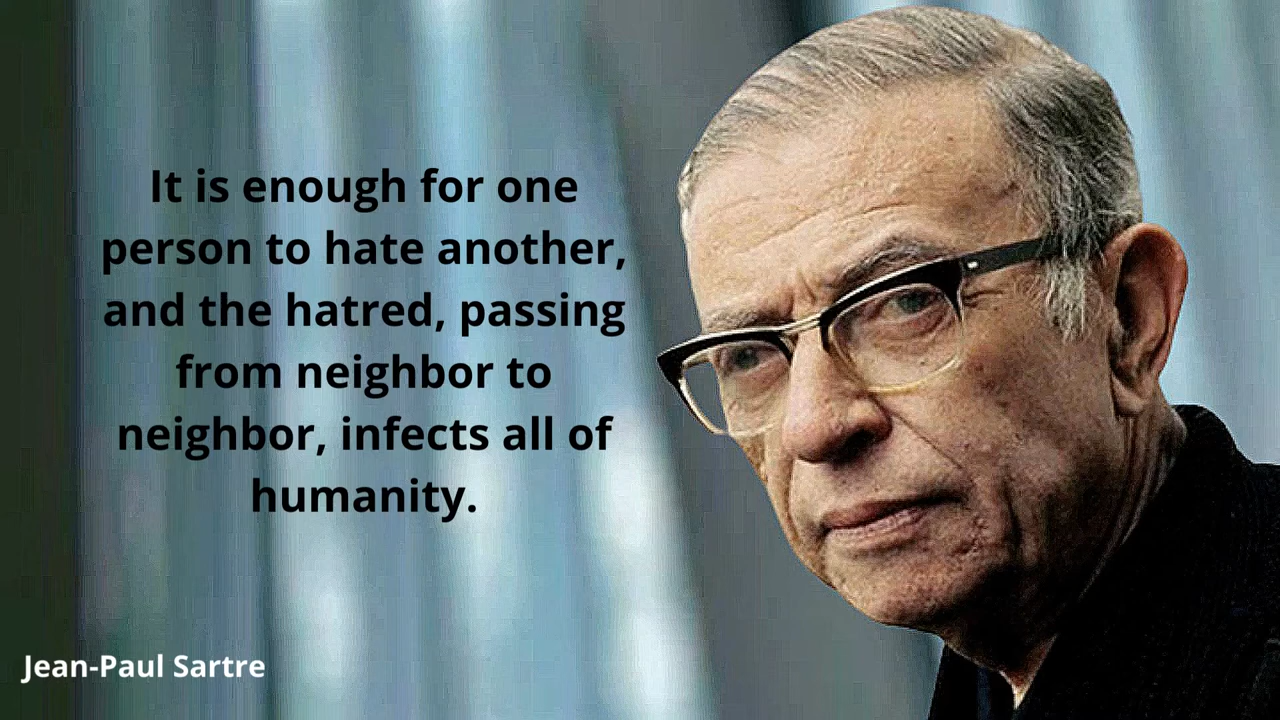 It is enough for one
person to hate another,
and the hatred, passing
from neighbor to
neighbor, infects all of
humanity.
Jean-Paul Sartre